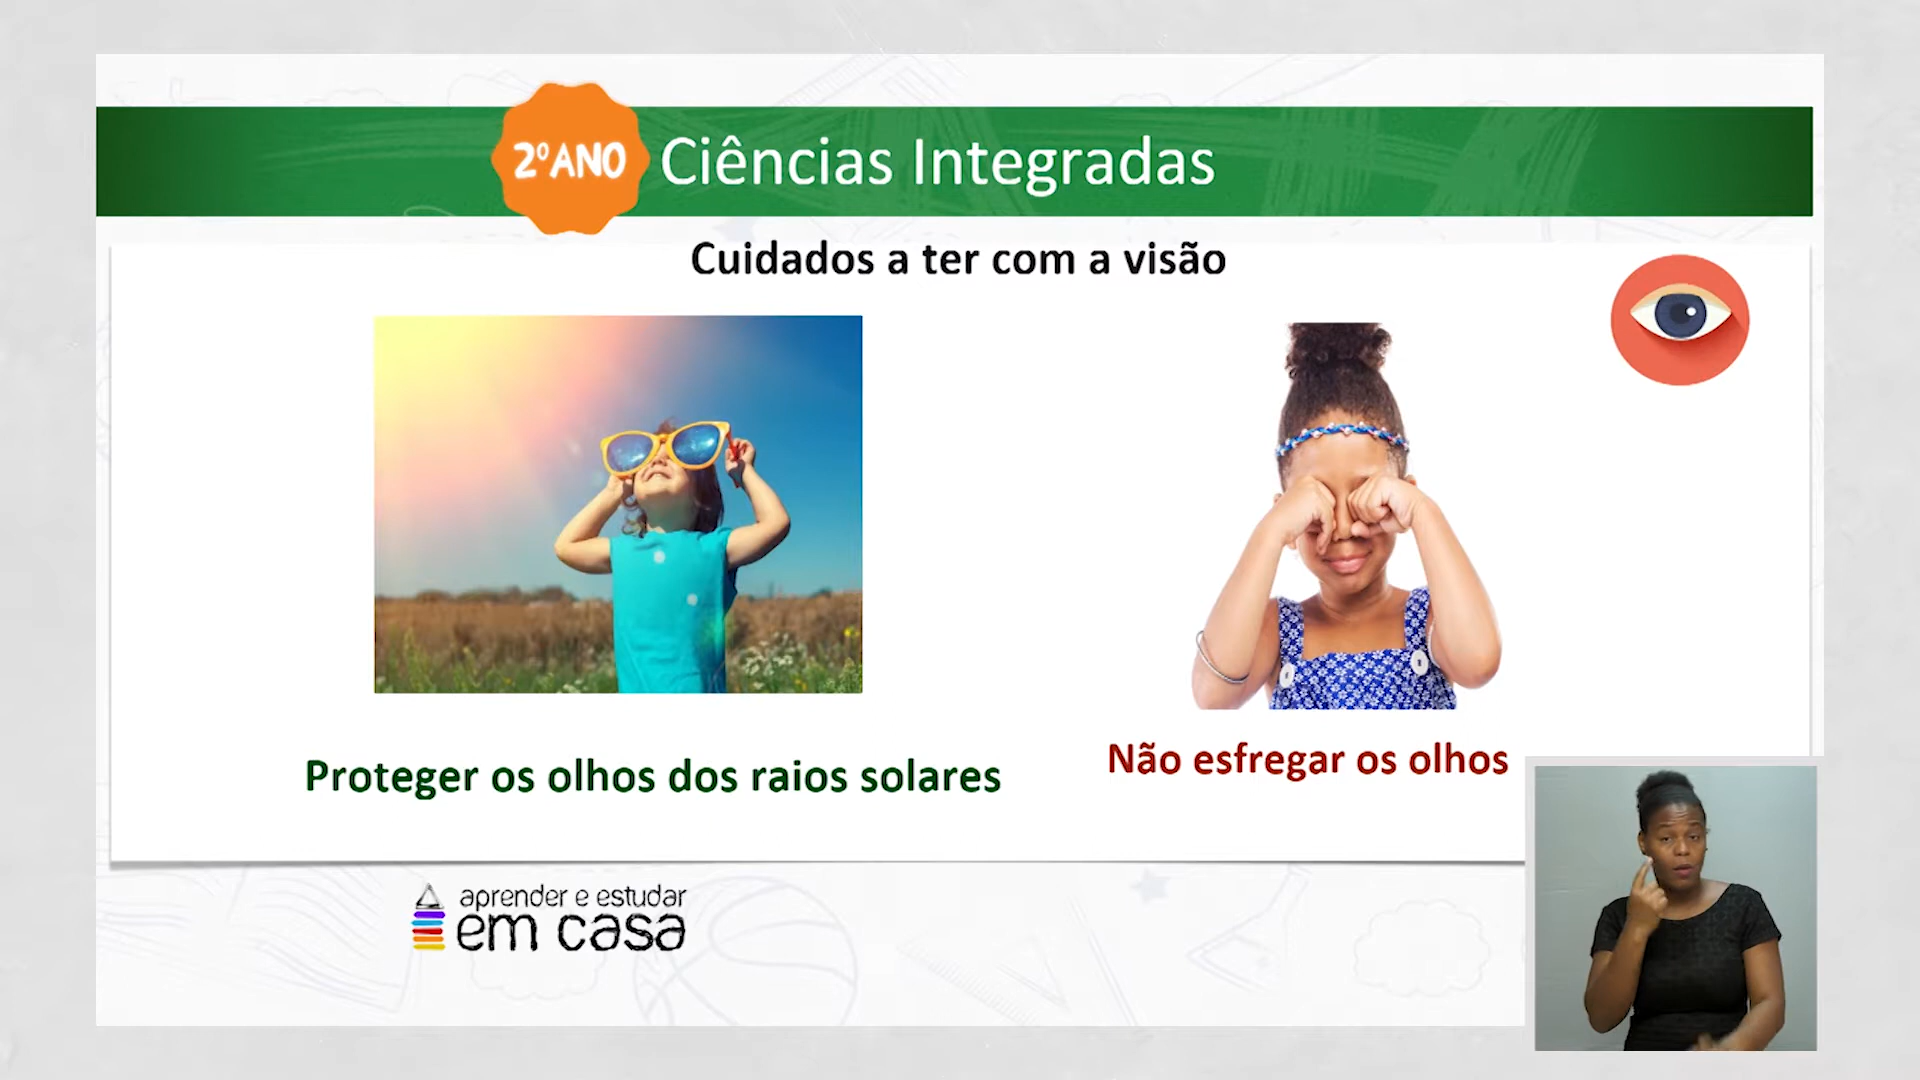 2ºANO
Ciências Integradas
Cuidados a ter com a visão
Proteger os olhos dos raios solares
Não esfregar os olhos
aprender e estudar
em casa